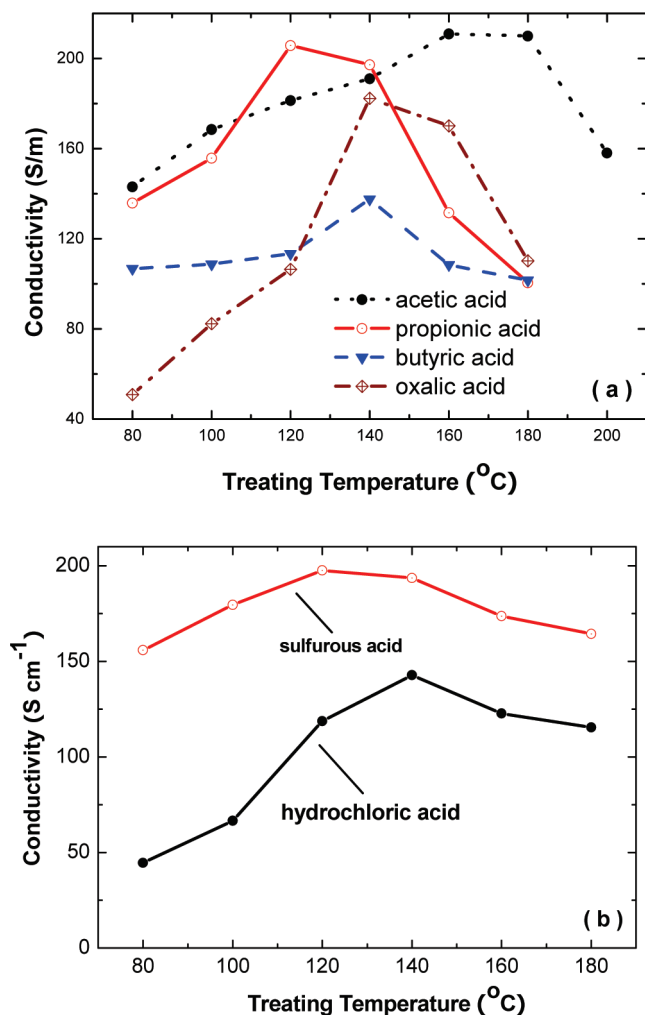 200
160
120
80
40
Conductivity (S/m)
acetic acid
propionic acid
butyric acid
oxalic acid
( a )
80 100 120 140 160 180 200
Treating Temperature (°C)
200
150
100
50
0
Conductivity (S cm⁻¹)
sulfurous acid
hydrochloric acid
( b )
80 100 120 140 160 180
Treating Temperature (°C)